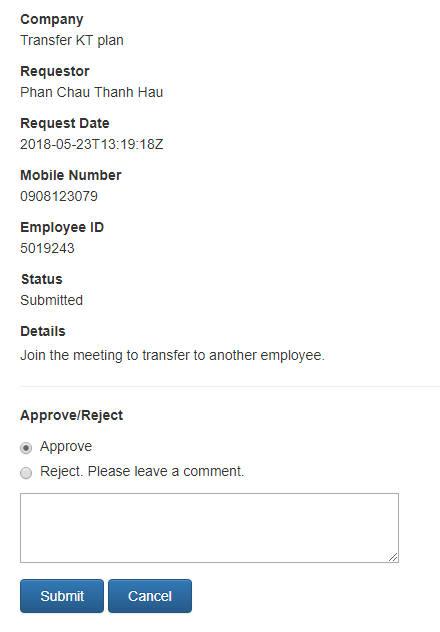 Company
Transfer KT plan
Requestor
Phan Chau Thanh Hau
Request Date
2018-05-23T13:19:18Z
Mobile Number
0908123079
Employee ID
5019243
Status
Submitted
Details
Join the meeting to transfer to another employee.
Approve/Reject
Approve
Reject. Please leave a comment.
Submit Cancel